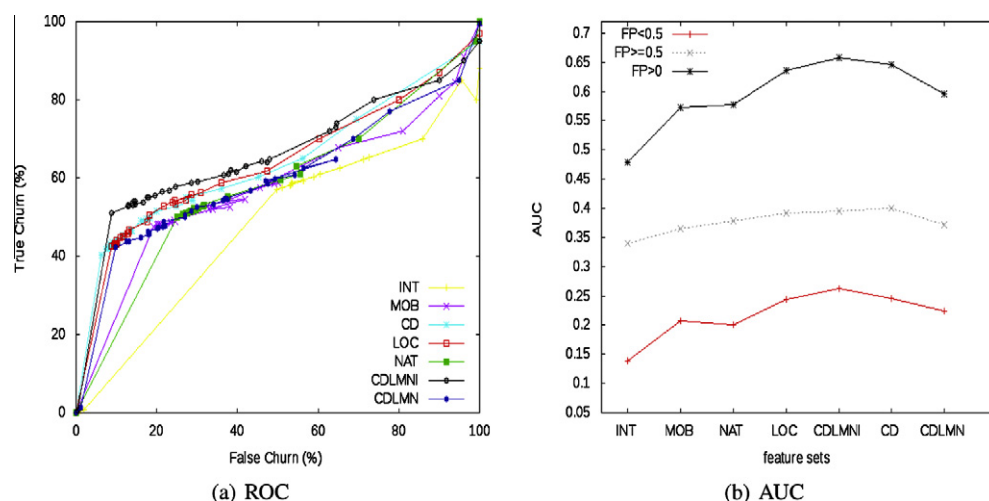 100
80
60
40
20
0
True Churn (%)
0 20 40 60 80 100
False Churn (%)
INT
MOB
CD
LOC
NAT
CDLMNI
CDLMN
(a) ROC
0.7
0.65
0.6
0.55
0.5
0.45
0.4
0.35
0.3
0.25
0.2
0.15
0.1
0.05
AUC
FP<0.5
FP>=0.5
FP>0
INT MOB NAT LOC CDLMNI CD CDLMN
feature sets
(b) AUC